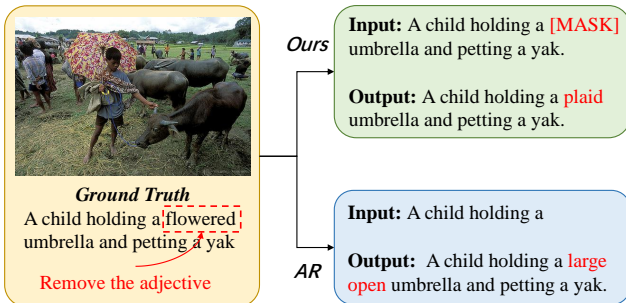 Ground Truth
A child holding a flowered
umbrella and petting a yak
Remove the adjective
Ours
Input: A child holding a [MASK]
umbrella and petting a yak.
Output: A child holding a plaid
umbrella and petting a yak.
AR
Input: A child holding a
Output: A child holding a large
open umbrella and petting a yak.